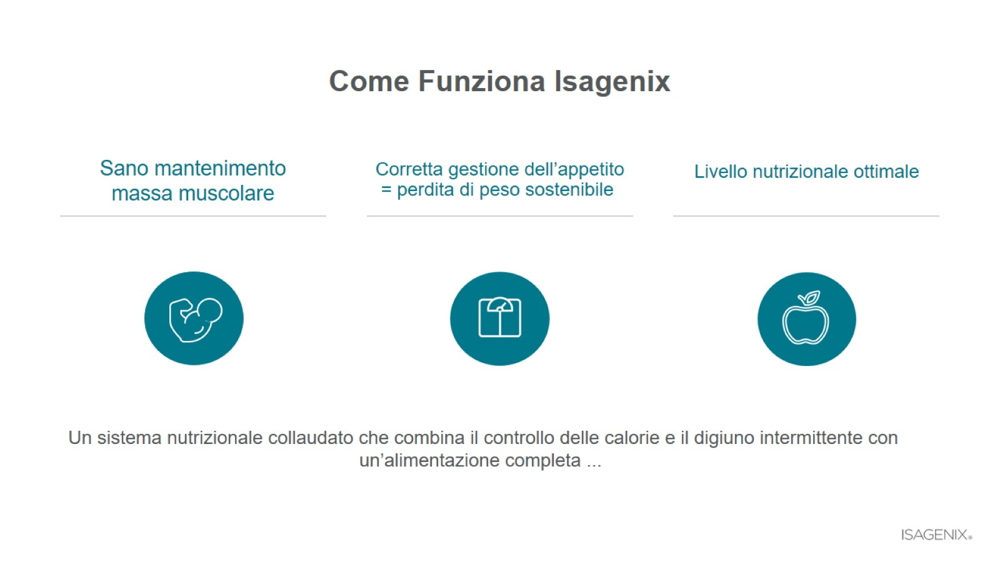 Come Funziona Isagenix
Sano mantenimento
massa muscolare
Corretta gestione dell’appetito
= perdita di peso sostenibile
Livello nutrizionale ottimale
Un sistema nutrizionale collaudato che combina il controllo delle calorie e il digiuno intermittente con
un’alimentazione completa ...
ISAGENIX®